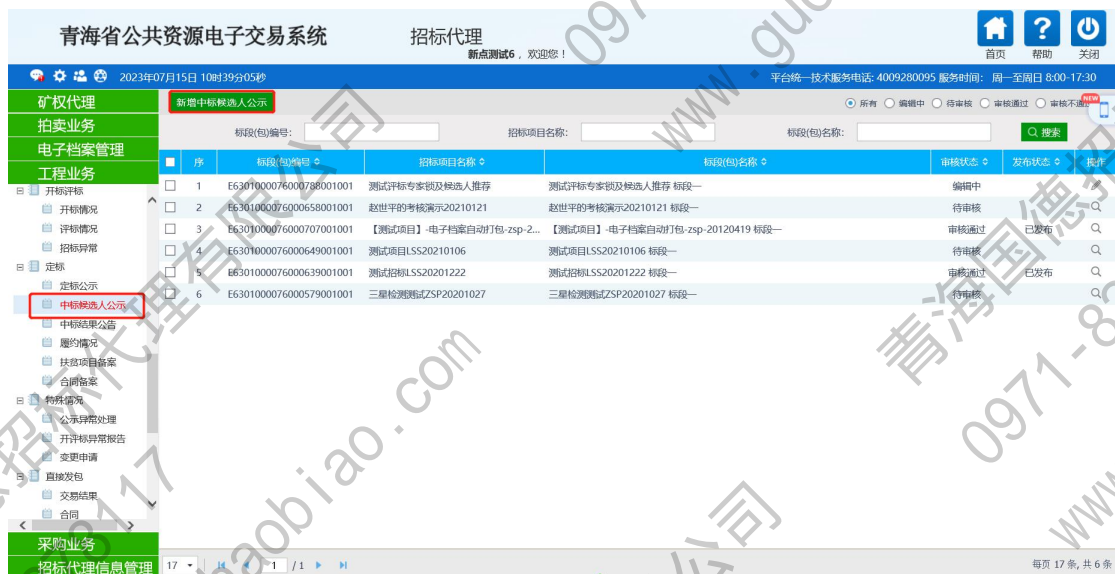 青海省公共资源电子交易系统
招标代理
新点测试6，欢迎您！
首页
帮助
关闭
2023年07月15日 10时39分05秒
平台统一技术服务电话: 4009280095 服务时间: 周一至周日 8:00-17:30
矿权代理
拍卖业务
电子档案管理
工程业务
开标评标
开标情况
评标情况
招标异常
定标
定标公示
中标候选人公示
中标结果公告
履约情况
扶贫项目备案
合同备案
特殊情况
公示异常处理
开评标异常报告
变更申请
直接发包
交易结果
合同
采购业务
招标代理信息管理
新增中标候选人公示
所有 编辑中 待审核 审核通过 审核不通
NEW
标段(包)编号: 招标项目名称: 标段(包)名称: 搜索
序 标段(包)编号 招标项目名称 标段(包)名称 审核状态 发布状态 操作
1 E6301000076000788001001 测试评标专家锁及候选人推荐 测试评标专家锁及候选人推荐 标段一 编辑中
2 E6301000076000658001001 赵世平的考核演示20210121 赵世平的考核演示20210121 标段一 待审核
3 E6301000076000707001001 【测试项目】-电子档案自动打包-zsp-2... 【测试项目】-电子档案自动打包-zsp-20120419 标段一 审核通过 已发布
4 E6301000076000649001001 测试项目LSS20210106 测试项目LSS20210106 标段一 待审核
5 E6301000076000639001001 测试招标LSS20201222 测试招标LSS20201222 标段一 审核通过 已发布
6 E6301000076000579001001 三星检测测试ZSP20201027 三星检测测试ZSP20201027 标段一 待审核
17 1 /1
每页 17 条, 共 6 条